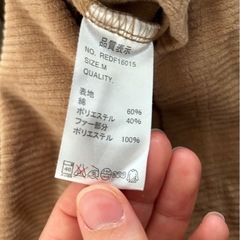 品質表示
NO. REDF16015
SIZE.M
QUALITY.
表地
綿 60%
ポリエステル 40%
ファー部分
ポリエステル 100%